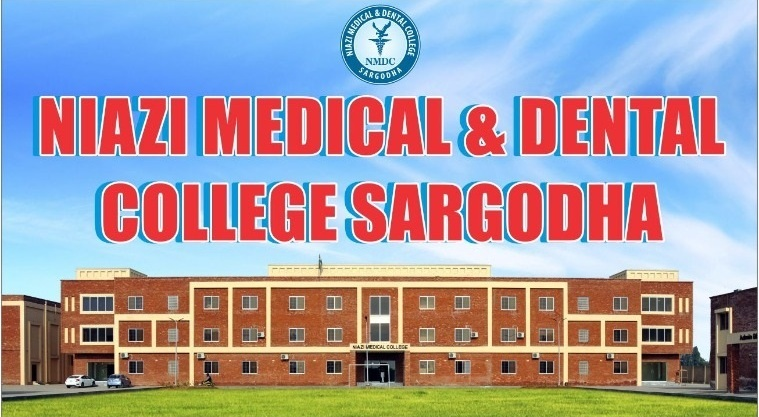 NIAZI MEDICAL & DENTAL COLLEGE
NMDC
SARGODHA
NIAZI MEDICAL & DENTAL
COLLEGE SARGODHA
NIAZI MEDICAL COLLEGE